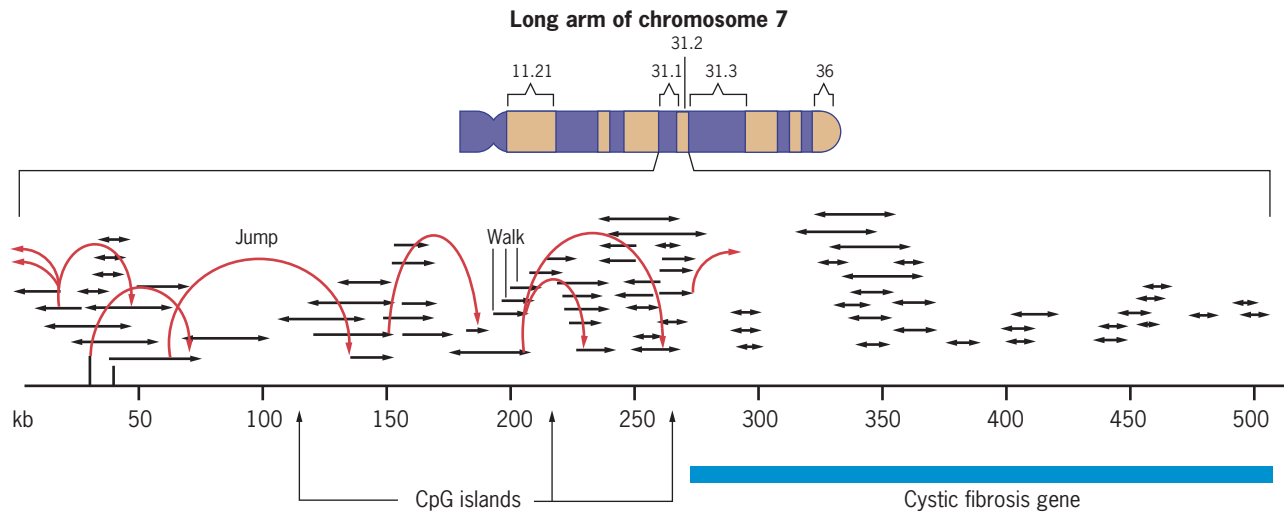 Long arm of chromosome 7
31.2
11.21 31.1 31.3 36
Jump Walk
kb 50 100 150 200 250 300 350 400 450 500
CpG islands Cystic fibrosis gene